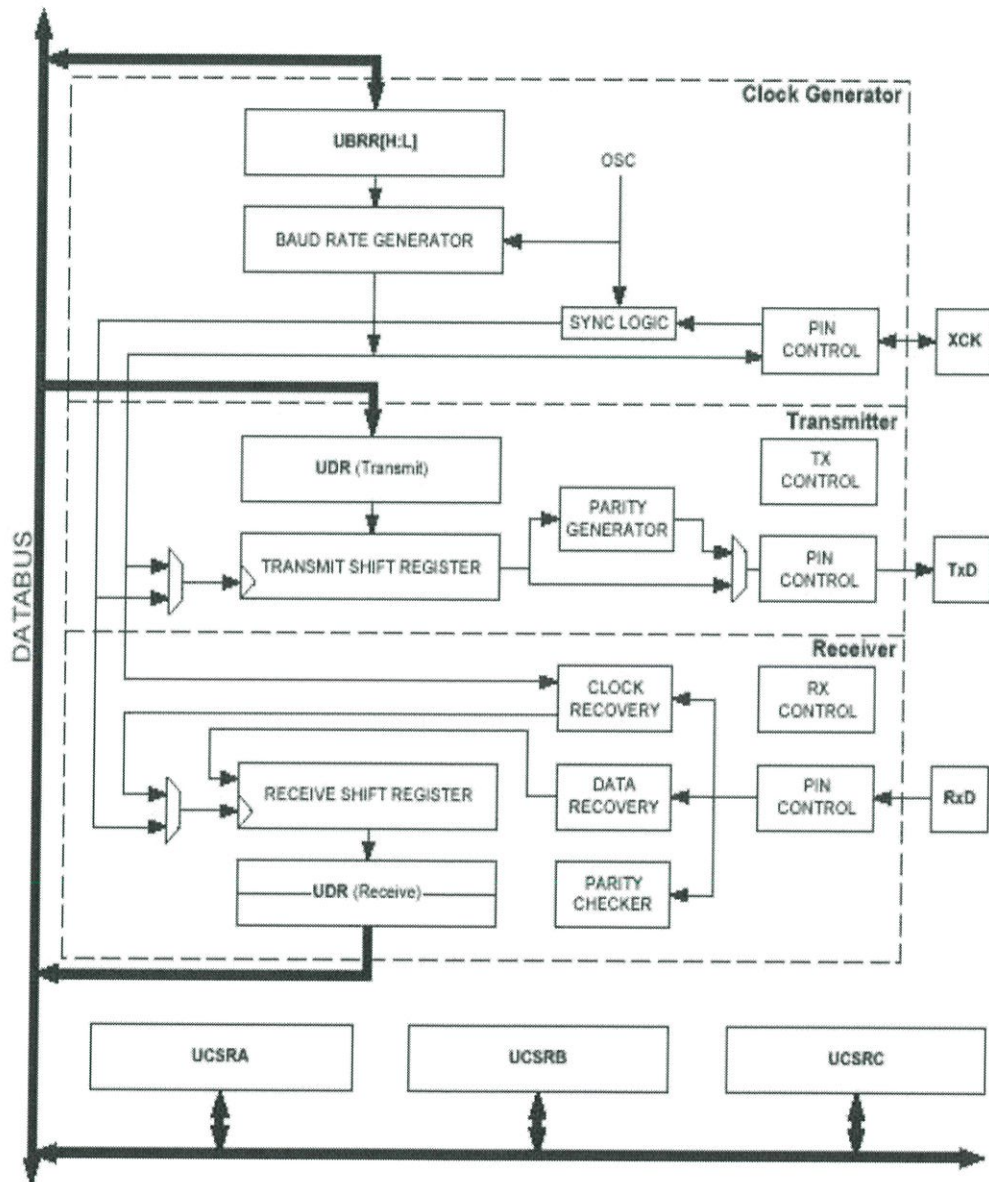 Clock Generator
UBRR[H:L]
OSC
BAUD RATE GENERATOR
SYNC LOGIC
PIN
CONTROL
XCK
Transmitter
UDR (Transmit)
TX
CONTROL
PARITY
GENERATOR
TRANSMIT SHIFT REGISTER
PIN
CONTROL
TxD
DATABUS
Receiver
CLOCK
RECOVERY
RX
CONTROL
RECEIVE SHIFT REGISTER
DATA
RECOVERY
PIN
CONTROL
RxD
UDR (Receive)
PARITY
CHECKER
UCSRA
UCSRB
UCSRC